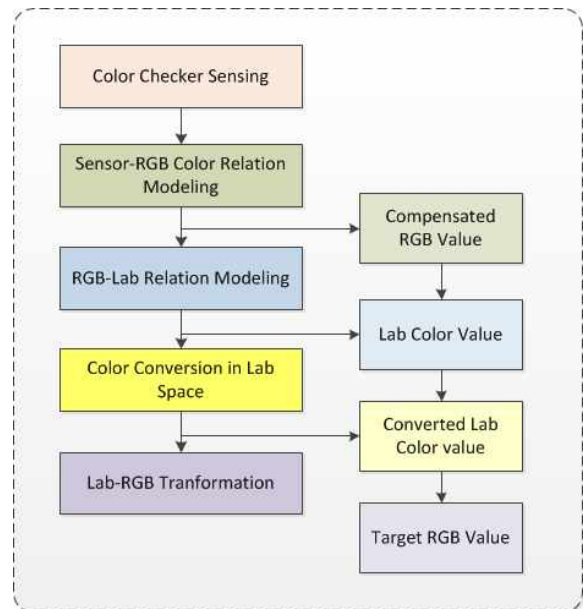 Color Checker Sensing
Sensor-RGB Color Relation
Modeling
Compensated
RGB Value
RGB-Lab Relation Modeling
Lab Color Value
Color Conversion in Lab
Space
Converted Lab
Color value
Lab-RGB Tranformation
Target RGB Value